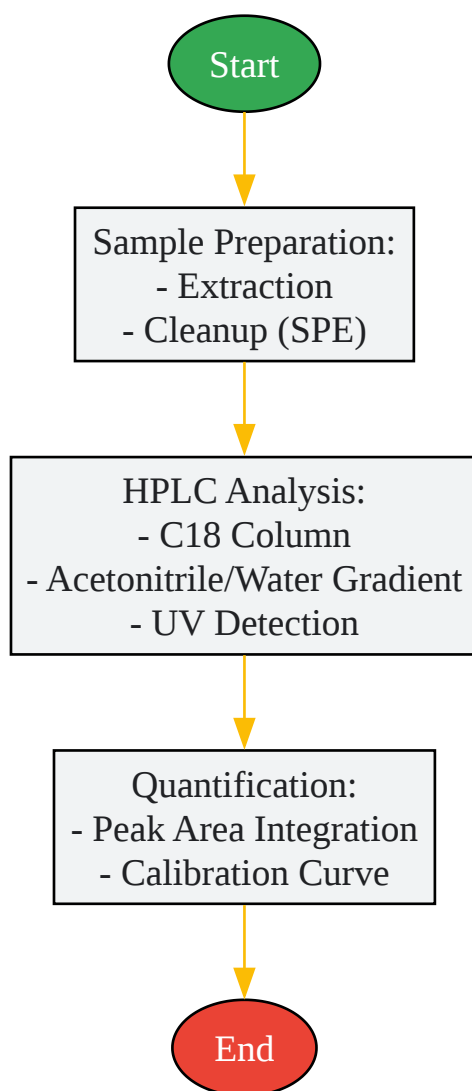 Start
Sample Preparation:
- Extraction
- Cleanup (SPE)
HPLC Analysis:
- C18 Column
- Acetonitrile/Water Gradient
- UV Detection
Quantification:
- Peak Area Integration
- Calibration Curve
End